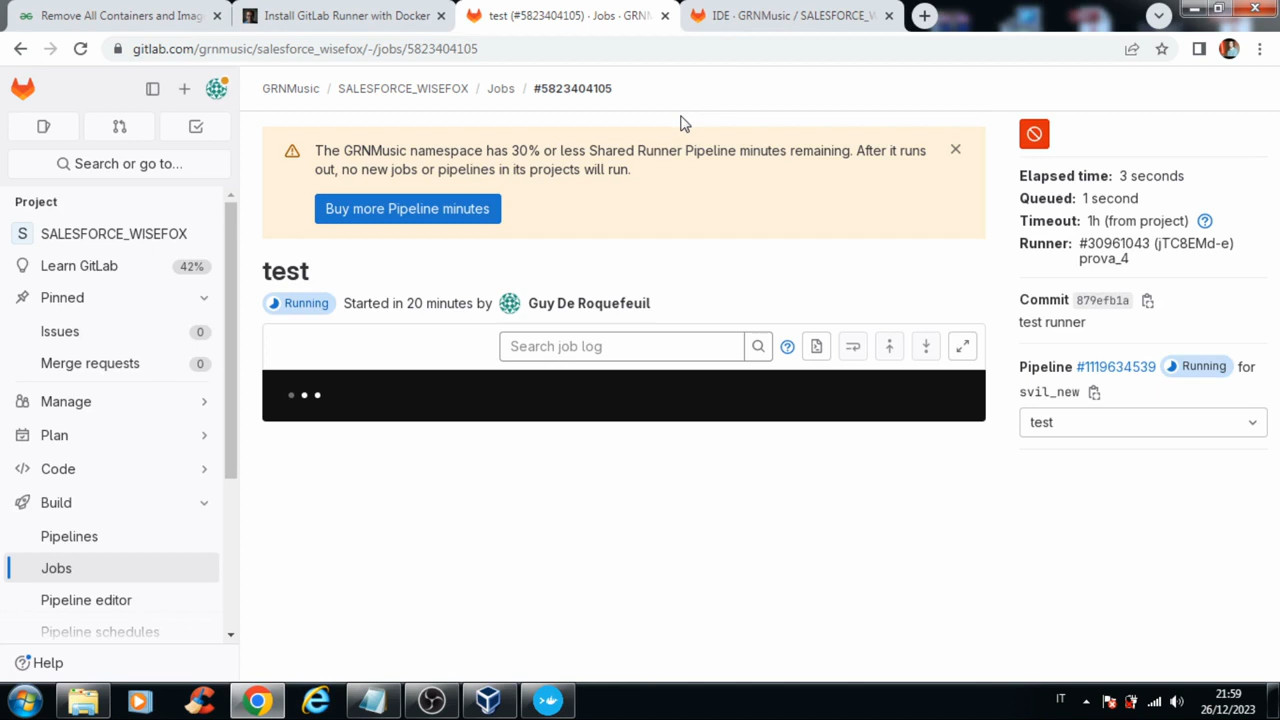 Remove All Containers and Imag
Install GitLab Runner with Docker
test (#5823404105) · Jobs · GRN
IDE · GRNMusic / SALESFORCE_W
gitlab.com/grnmusic/salesforce_wisefox/-/jobs/5823404105
GRNMusic / SALESFORCE_WISEFOX / Jobs / #5823404105
Search or go to...
Project
S SALESFORCE_WISEFOX
Learn GitLab 42%
Pinned
Issues 0
Merge requests 0
Manage
Plan
Code
Build
Pipelines
Jobs
Pipeline editor
Pipeline schedules
Help
The GRNMusic namespace has 30% or less Shared Runner Pipeline minutes remaining. After it runs
out, no new jobs or pipelines in its projects will run.
Buy more Pipeline minutes
test
Running Started in 20 minutes by Guy De Roquefeuil
Search job log
Elapsed time: 3 seconds
Queued: 1 second
Timeout: 1h (from project)
Runner: #30961043 (jTC8EMd-e)
prova_4
Commit 879efb1a
test runner
Pipeline #1119634539 Running for
svil_new
test
IT
21:59
26/12/2023